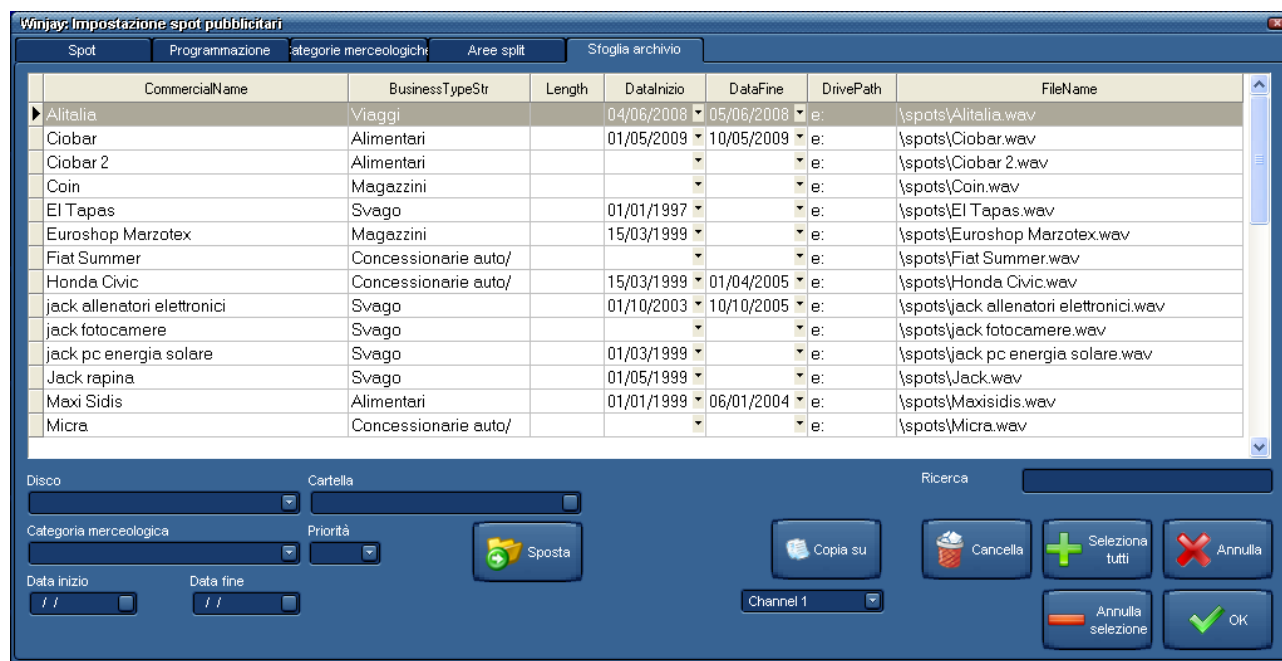 Winjay: Impostazione spot pubblicitari
Spot Programmazione ategorie merceologich Aree split Sfoglia archivio
CommercialName BusinessTypeStr Length DataInizio DataFine DrivePath FileName
Alitalia Viaggi 04/06/2008 05/06/2008 e: \spots\Alitalia.wav
Ciobar Alimentari 01/05/2009 10/05/2009 e: \spots\Ciobar.wav
Ciobar 2 Alimentari e: \spots\Ciobar 2.wav
Coin Magazzini e: \spots\Coin.wav
El Tapas Svago 01/01/1997 e: \spots\El Tapas.wav
Euroshop Marzotex Magazzini 15/03/1999 e: \spots\Euroshop Marzotex.wav
Fiat Summer Concessionarie auto/ e: \spots\Fiat Summer.wav
Honda Civic Concessionarie auto/ 15/03/1999 01/04/2005 e: \spots\Honda Civic.wav
jack allenatori elettronici Svago 01/10/2003 10/10/2005 e: \spots\jack allenatori elettronici.wav
jack fotocamere Svago e: \spots\jack fotocamere.wav
jack pc energia solare Svago 01/03/1999 e: \spots\jack pc energia solare.wav
Jack rapina Svago 01/05/1999 e: \spots\Jack.wav
Maxi Sidis Alimentari 01/01/1999 06/01/2004 e: \spots\Maxisidis.wav
Micra Concessionarie auto/ e: \spots\Micra.wav
Disco Cartella Ricerca
Categoria merceologica Priorità
Sposta Copia su Cancella Seleziona tutti Annulla
Data inizio Data fine
/ / / / Channel 1
Annulla selezione OK